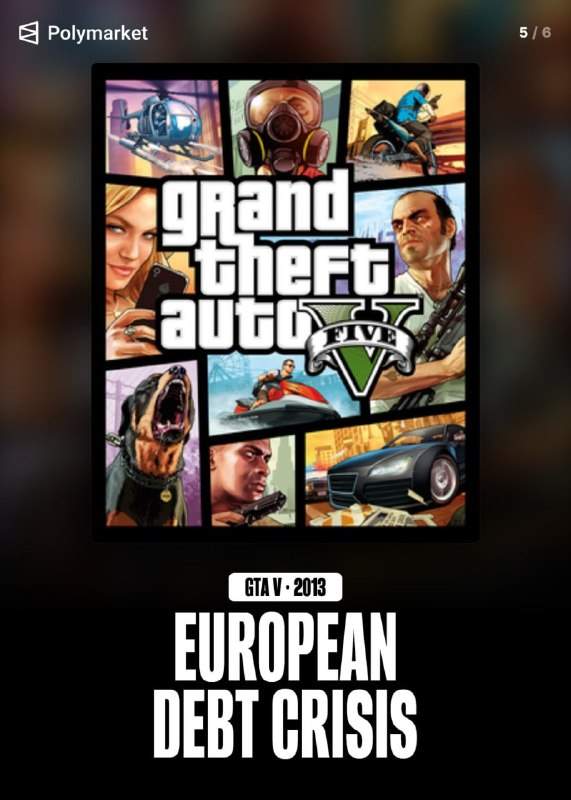 Polymarket
5 / 6
grand
theft
auto V
FIVE
GTA V · 2013
EUROPEAN
DEBT CRISIS